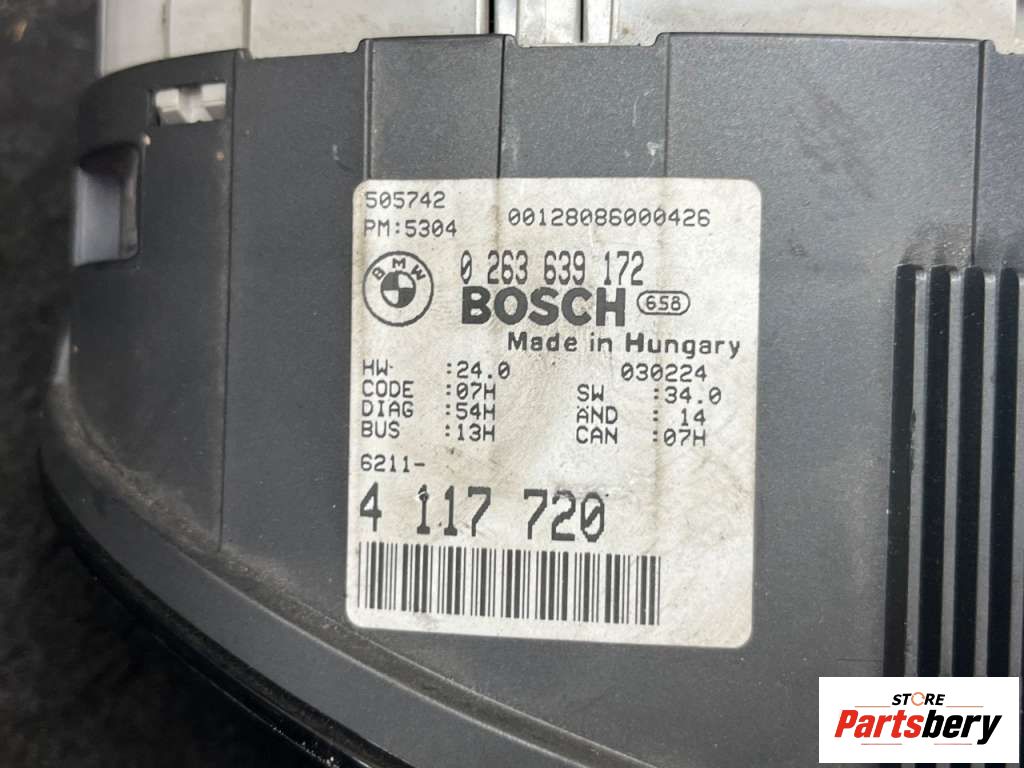 505742
PM:5304 00128086000426
BMW 0 263 639 172
BOSCH 658
Made in Hungary
HW :24.0 030224
CODE :07H SW :34.0
DIAG :54H AND : 14
BUS :13H CAN :07H
6211-
4 117 720
STORE
Partsbery